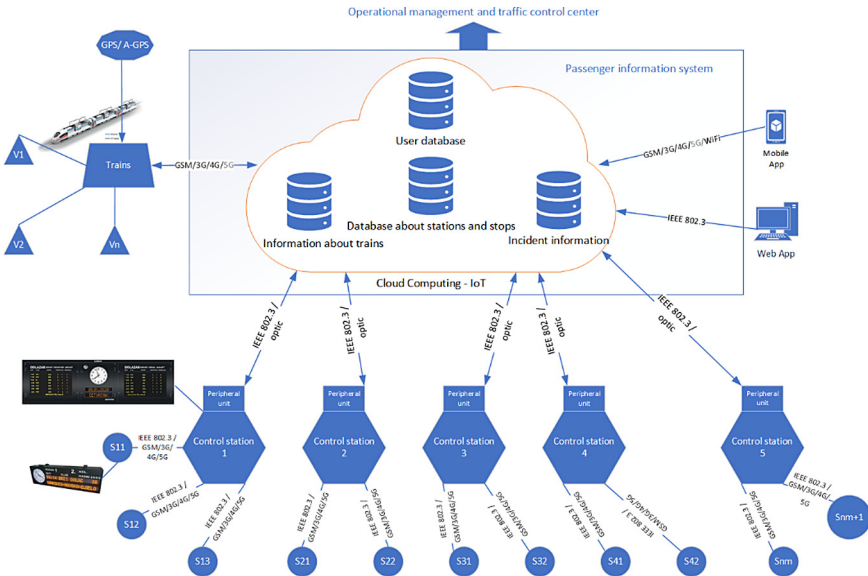 Operational management and traffic control center
GPS/ A-GPS
Passenger information system
User database
GSM/3G/4G/5G/WiFi
Mobile
App
V1
Trains
GSM/3G/4G/5G
Database about stations and stops
Information about trains
Incident information
IEEE 802.3
Web App
V2
Vn
Cloud Computing - IoT
IEEE 802.3 /
optic
IEEE 802.3 /
optic
IEEE 802.3 /
optic
IEEE 802.3 /
optic
IEEE 802.3 /
optic
Peripheral
unit
Peripheral
unit
Peripheral
unit
Peripheral
unit
Peripheral
unit
Control station
1
Control station
2
Control station
3
Control station
4
Control station
5
S11
IEEE 802.3 /
GSM/3G/
4G/5G
S12
IEEE 802.3 /
GSM/3G/4G/5G
S13
IEEE 802.3 /
GSM/3G/4G/5G
S21
IEEE 802.3 /
GSM/3G/4G/5G
S22
IEEE 802.3 /
GSM/3G/4G/5G
S31
IEEE 802.3 /
GSM/3G/4G/5G
S32
IEEE 802.3 /
GSM/3G/4G/5G
S41
IEEE 802.3 /
GSM/3G/4G/5G
S42
IEEE 802.3 /
GSM/3G/4G/5G
Snm
IEEE 802.3 /
GSM/3G/4G/5G
Snm+1
IEEE 802.3 /
GSM/3G/4G/
5G